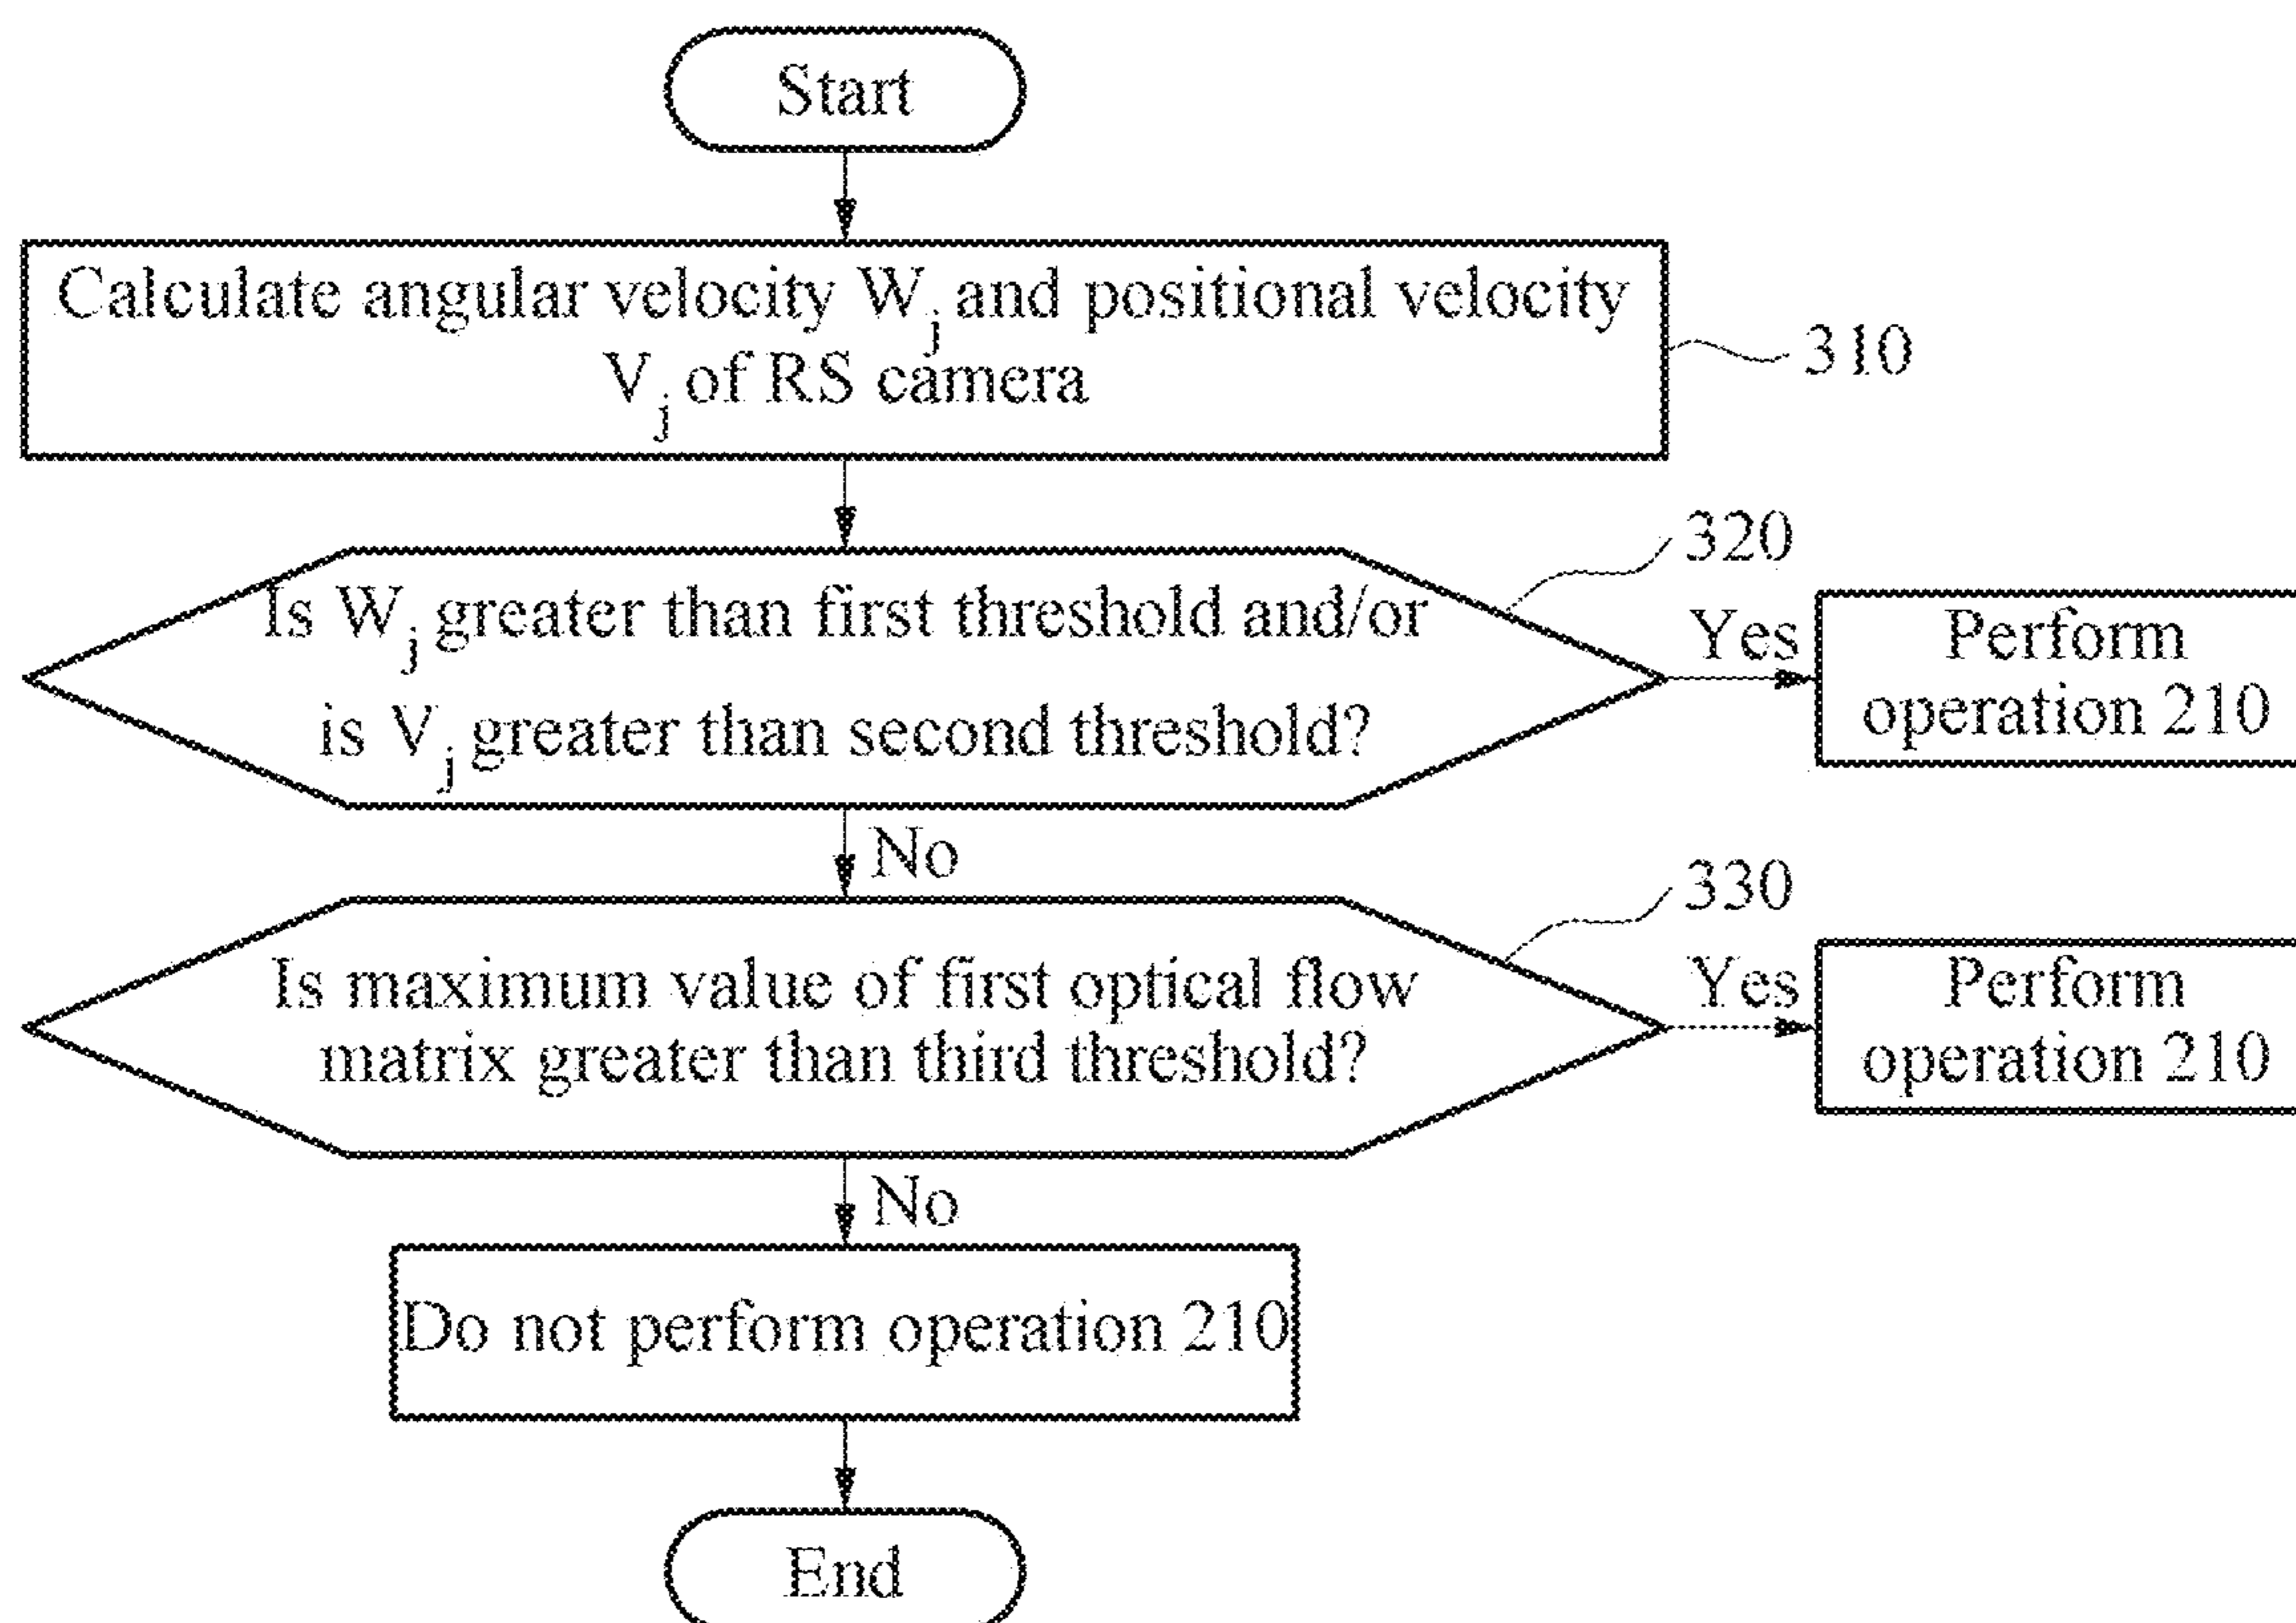 Start
Calculate angular velocity Wj and positional velocity
Vj of RS camera
310
320
Is Wj greater than first threshold and/or
is Vj greater than second threshold?
Yes
Perform
operation 210
No
330
Is maximum value of first optical flow
matrix greater than third threshold?
Yes
Perform
operation 210
No
Do not perform operation 210
End